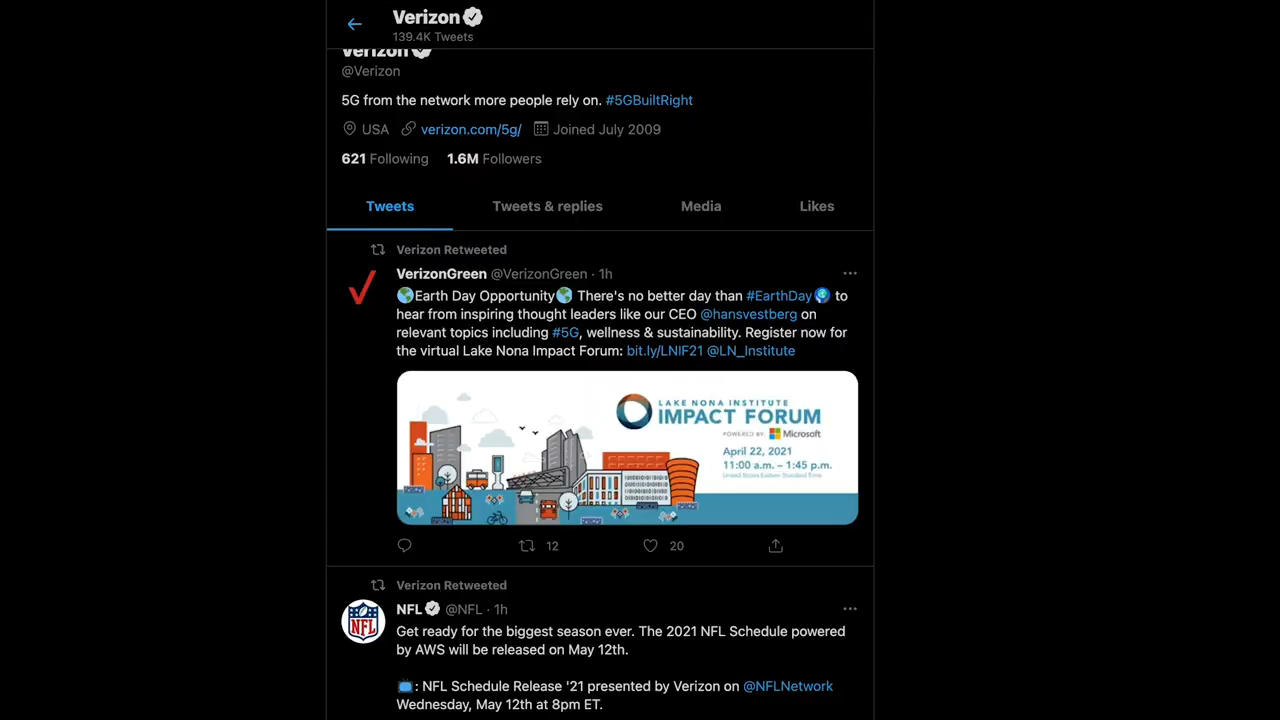 Verizon
139.4K Tweets
Verizon
@Verizon
5G from the network more people rely on. #5GBuiltRight
USA verizon.com/5g/ Joined July 2009
621 Following 1.6M Followers
Tweets Tweets & replies Media Likes
Verizon Retweeted
VerizonGreen @VerizonGreen · 1h
🌎Earth Day Opportunity🌎 There's no better day than #EarthDay to
hear from inspiring thought leaders like our CEO @hansvestberg on
relevant topics including #5G, wellness & sustainability. Register now for
the virtual Lake Nona Impact Forum: bit.ly/LNIF21 @LN_Institute
LAKE NONA INSTITUTE
IMPACT FORUM
POWERED BY Microsoft
April 22, 2021
11:00 a.m. – 1:45 p.m.
United States Eastern Standard Time
12 20
Verizon Retweeted
NFL @NFL · 1h
NFL
Get ready for the biggest season ever. The 2021 NFL Schedule powered
by AWS will be released on May 12th.
📺: NFL Schedule Release '21 presented by Verizon on @NFLNetwork
Wednesday, May 12th at 8pm ET.